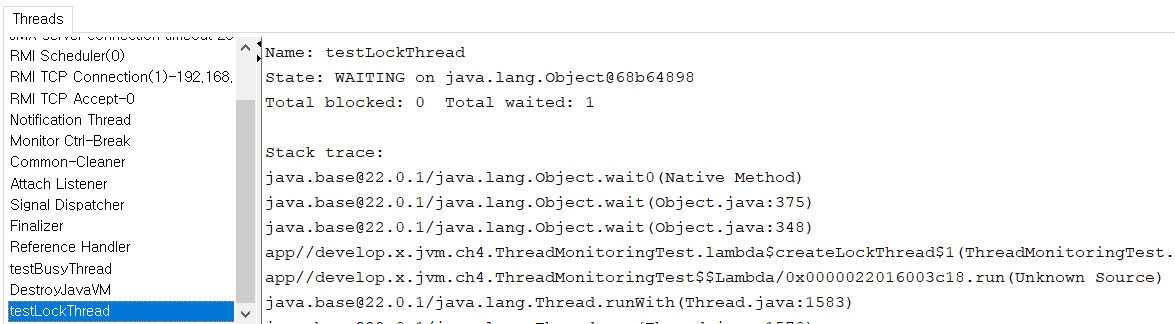 Threads
JMX server connection timeout 20
RMI Scheduler(0)
RMI TCP Connection(1)-192,168,
RMI TCP Accept-0
Notification Thread
Monitor Ctrl-Break
Common-Cleaner
Attach Listener
Signal Dispatcher
Finalizer
Reference Handler
testBusyThread
DestroyJavaVM
testLockThread
Name: testLockThread
State: WAITING on java.lang.Object@68b64898
Total blocked: 0  Total waited: 1
Stack trace:
java.base@22.0.1/java.lang.Object.wait0(Native Method)
java.base@22.0.1/java.lang.Object.wait(Object.java:375)
java.base@22.0.1/java.lang.Object.wait(Object.java:348)
app//develop.x.jvm.ch4.ThreadMonitoringTest.lambda$createLockThread$1(ThreadMonitoringTest.
app//develop.x.jvm.ch4.ThreadMonitoringTest$$Lambda/0x0000022016003c18.run(Unknown Source)
java.base@22.0.1/java.lang.Thread.runWith(Thread.java:1583)